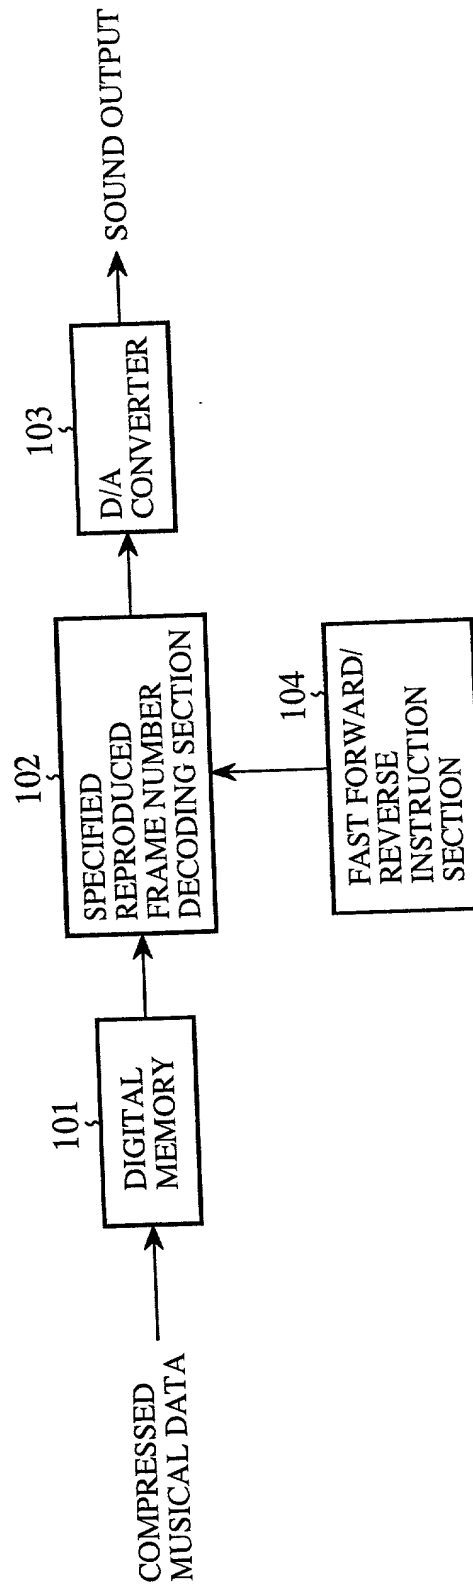 COMPRESSED
MUSICAL DATA
101
DIGITAL
MEMORY
102
SPECIFIED
REPRODUCED
FRAME NUMBER
DECODING SECTION
103
D/A
CONVERTER
SOUND OUTPUT
104
FAST FORWARD/
REVERSE
INSTRUCTION
SECTION